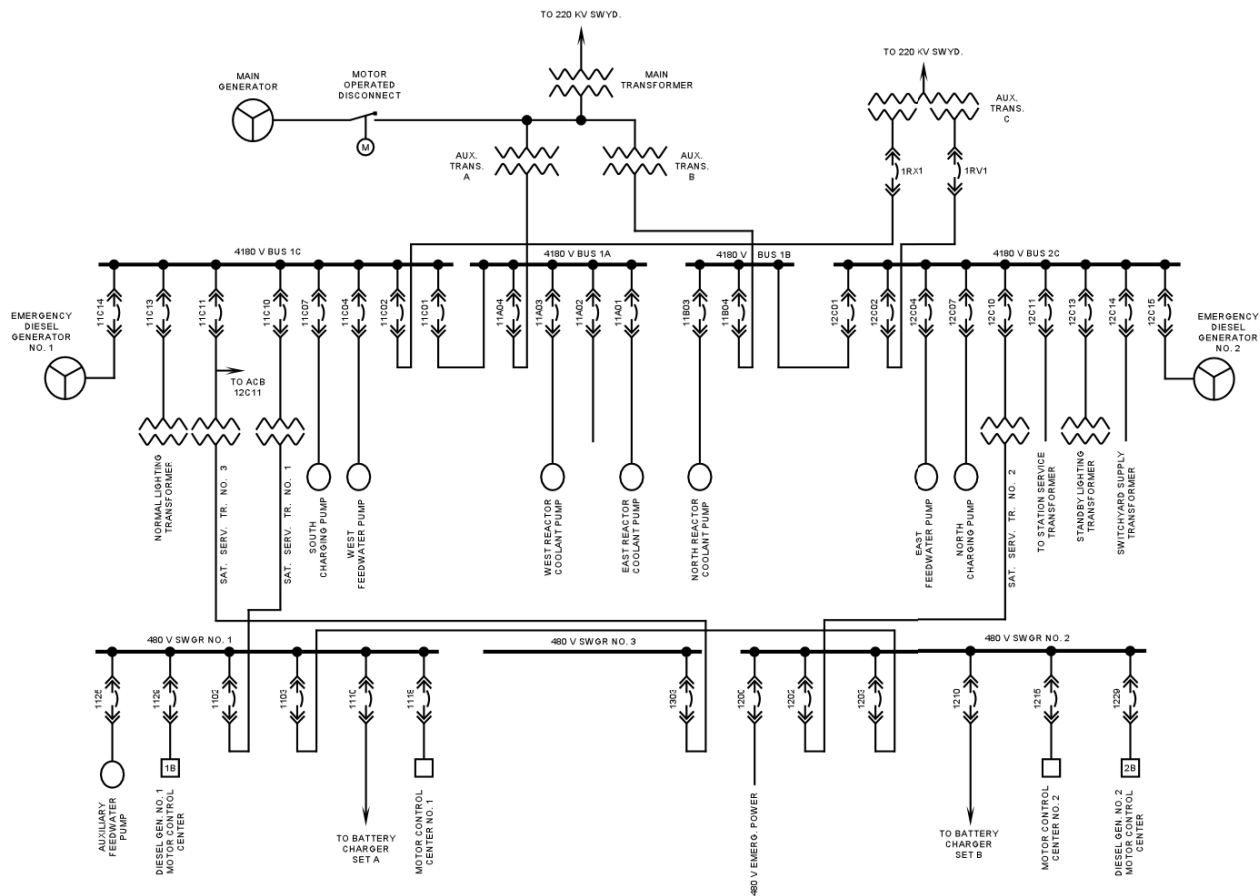 TO 220 KV SWYD.
TO 220 KV SWYD.
MAIN
GENERATOR
MOTOR
OPERATED
DISCONNECT
MAIN
TRANSFORMER
AUX.
TRANS.
C
M
AUX.
TRANS.
A
AUX.
TRANS.
B
1RX1
1RV1
4180 V BUS 1C
4180 V BUS 1A
4180 V BUS 1B
4180 V BUS 2C
EMERGENCY
DIESEL
GENERATOR
NO. 1
11C14
11C13
11C11
11C10
11C07
11C04
11C02
11C01
11A04
11A03
11A02
11A01
11B03
11B04
12C01
12C02
12C04
12C07
12C10
12C11
12C13
12C14
12C15
EMERGENCY
DIESEL
GENERATOR
NO. 2
TO ACB
12C11
NORMAL LIGHTING
TRANSFORMER
SAT. SERV. TR. NO. 3
SAT. SERV. TR. NO. 1
SOUTH
CHARGING PUMP
WEST
FEEDWATER PUMP
WEST REACTOR
COOLANT PUMP
EAST REACTOR
COOLANT PUMP
NORTH REACTOR
COOLANT PUMP
EAST
FEEDWATER PUMP
NORTH
CHARGING PUMP
SAT. SERV. TR. NO. 2
TO STATION SERVICE
TRANSFORMER
STANDBY LIGHTING
TRANSFORMER
SWITCHYARD SUPPLY
TRANSFORMER
480 V SWGR NO. 1
480 V SWGR NO. 3
480 V SWGR NO. 2
1125
1129
1102
1103
1110
1118
1303
1200
1202
1203
1210
1215
1229
1B
2B
AUXILIARY
FEEDWATER
PUMP
DIESEL GEN. NO. 1
MOTOR CONTROL
CENTER
TO BATTERY
CHARGER
SET A
MOTOR CONTROL
CENTER NO. 1
480 V EMERG. POWER
TO BATTERY
CHARGER
SET B
MOTOR CONTROL
CENTER NO. 2
DIESEL GEN. NO. 2
MOTOR CONTROL
CENTER